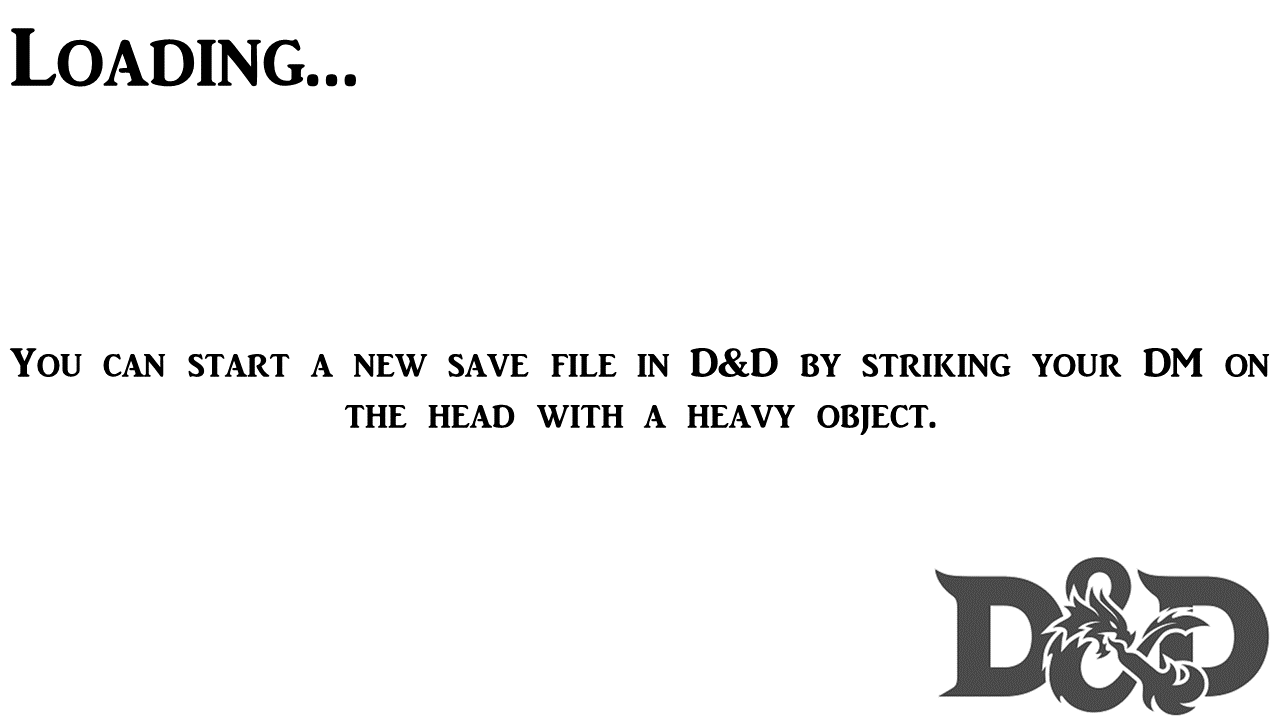 Loading...
You can start a new save file in D&D by striking your DM on
the head with a heavy object.
D&D